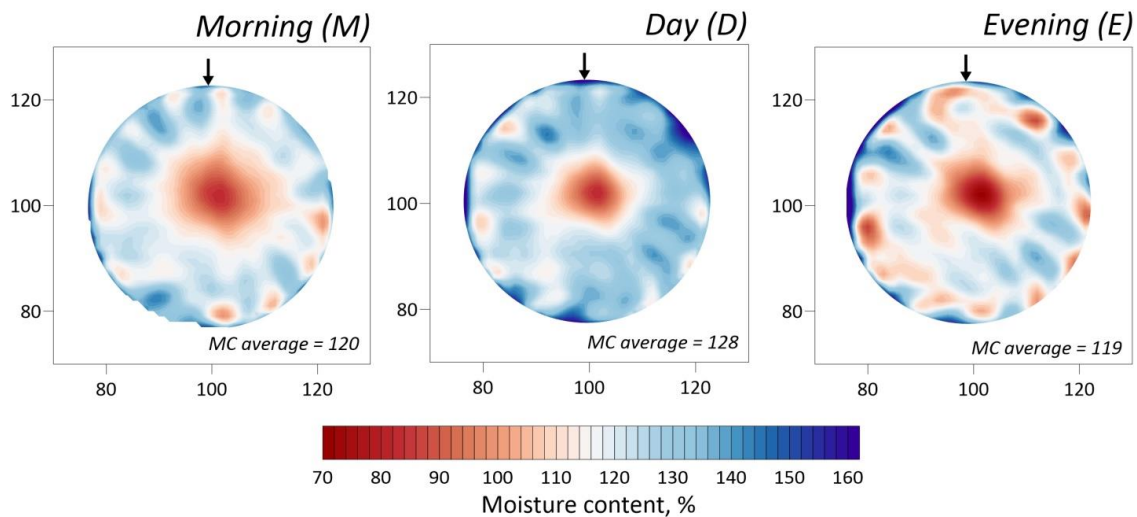 Morning (M) Day (D) Evening (E)
120 120 120
100 100 100
80 80 80
MC average = 120 MC average = 128 MC average = 119
80 100 120 80 100 120 80 100 120
70 80 90 100 110 120 130 140 150 160
Moisture content, %